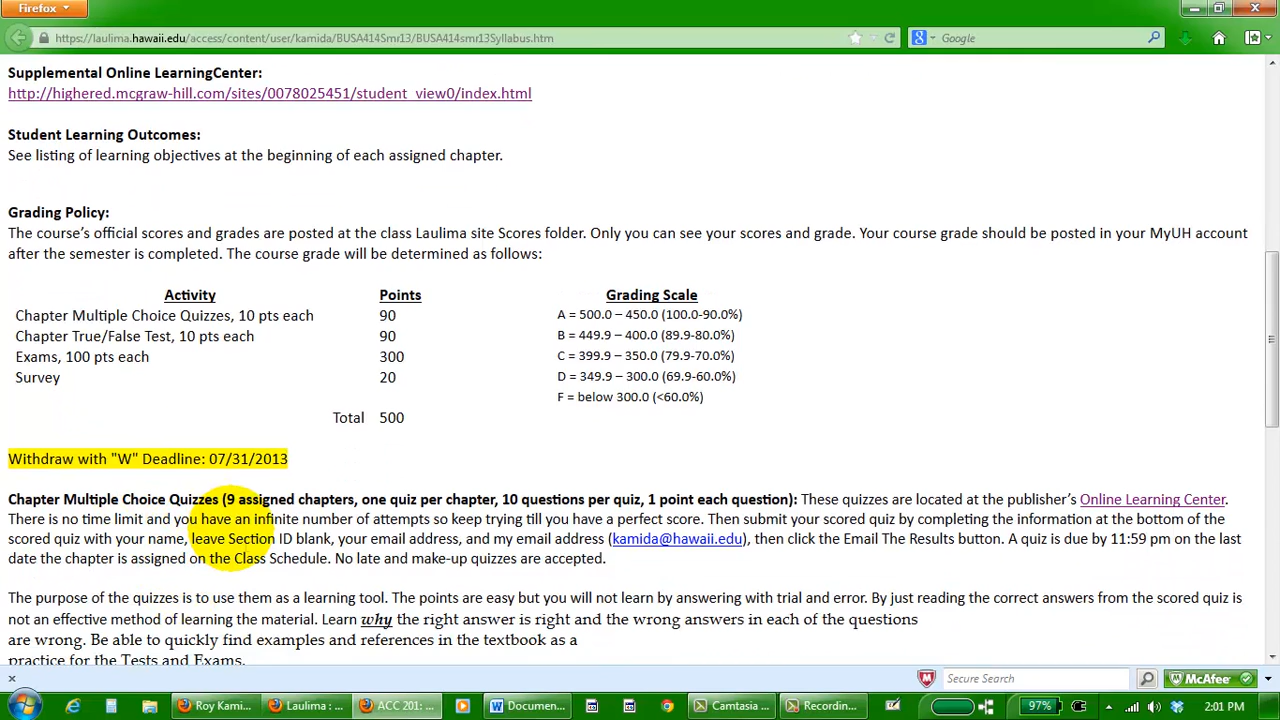 Firefox
https://laulima.hawaii.edu/access/content/user/kamida/BUSA414Smr13/BUSA414smr13Syllabus.htm
Google
Supplemental Online LearningCenter:
http://highered.mcgraw-hill.com/sites/0078025451/student_view0/index.html
Student Learning Outcomes:
See listing of learning objectives at the beginning of each assigned chapter.
Grading Policy:
The course's official scores and grades are posted at the class Laulima site Scores folder. Only you can see your scores and grade. Your course grade should be posted in your MyUH account
after the semester is completed. The course grade will be determined as follows:
Activity Points Grading Scale
Chapter Multiple Choice Quizzes, 10 pts each 90 A = 500.0 – 450.0 (100.0-90.0%)
Chapter True/False Test, 10 pts each 90 B = 449.9 – 400.0 (89.9-80.0%)
Exams, 100 pts each 300 C = 399.9 – 350.0 (79.9-70.0%)
Survey 20 D = 349.9 – 300.0 (69.9-60.0%)
F = below 300.0 (<60.0%)
Total 500
Withdraw with "W" Deadline: 07/31/2013
Chapter Multiple Choice Quizzes (9 assigned chapters, one quiz per chapter, 10 questions per quiz, 1 point each question): These quizzes are located at the publisher's Online Learning Center.
There is no time limit and you have an infinite number of attempts so keep trying till you have a perfect score. Then submit your scored quiz by completing the information at the bottom of the
scored quiz with your name, leave Section ID blank, your email address, and my email address (kamida@hawaii.edu), then click the Email The Results button. A quiz is due by 11:59 pm on the last
date the chapter is assigned on the Class Schedule. No late and make-up quizzes are accepted.
The purpose of the quizzes is to use them as a learning tool. The points are easy but you will not learn by answering with trial and error. By just reading the correct answers from the scored quiz is
not an effective method of learning the material. Learn why the right answer is right and the wrong answers in each of the questions
are wrong. Be able to quickly find examples and references in the textbook as a
practice for the Tests and Exams.
Secure Search
McAfee
Roy Kami...
Laulima : ...
ACC 201: ...
Documen...
Camtasia ...
Recording...
97%
2:01 PM